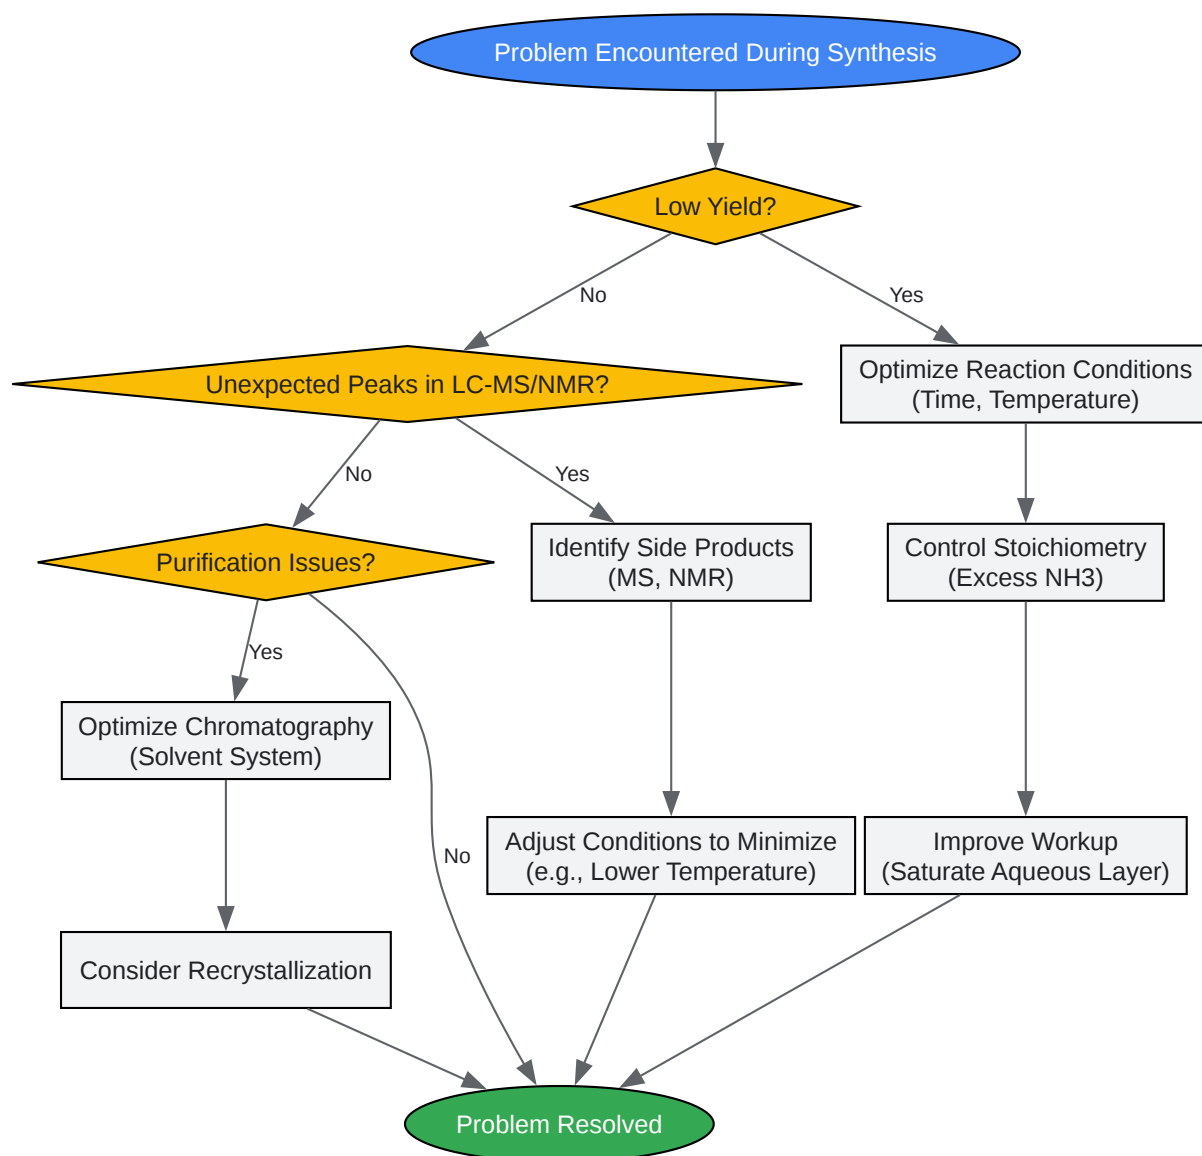 Problem Encountered During Synthesis
Low Yield?
No
Yes
Unexpected Peaks in LC-MS/NMR?
Optimize Reaction Conditions
(Time, Temperature)
No
Yes
Purification Issues?
Identify Side Products
(MS, NMR)
Control Stoichiometry
(Excess NH3)
Yes
Optimize Chromatography
(Solvent System)
No
Adjust Conditions to Minimize
(e.g., Lower Temperature)
Improve Workup
(Saturate Aqueous Layer)
Consider Recrystallization
Problem Resolved